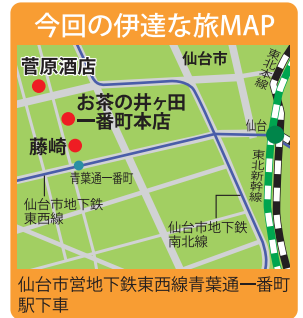 今回の伊達な旅MAP
菅原酒店
仙台市
東北本線
お茶の井ヶ田
一番町本店
藤崎
仙台
青葉通一番町
東北新幹線
仙台市地下鉄
東西線
仙台市地下鉄
南北線
仙台市営地下鉄東西線青葉通一番町
駅下車